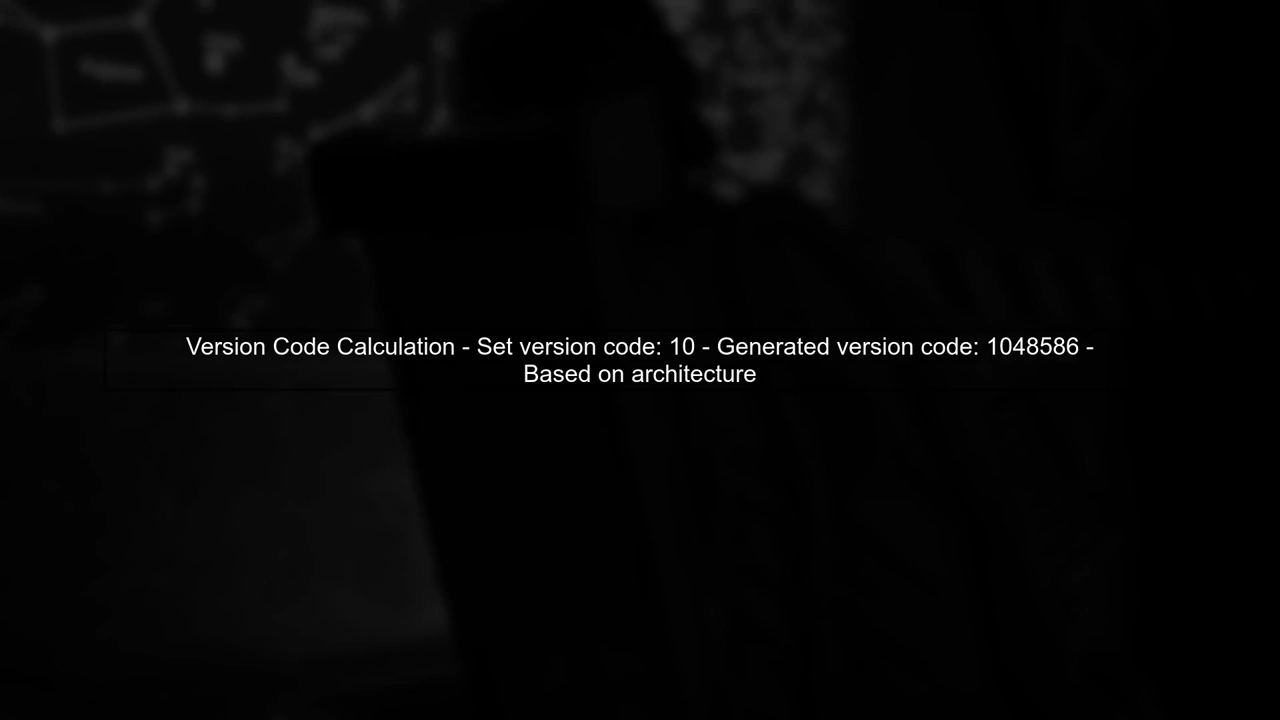 Version Code Calculation - Set version code: 10 - Generated version code: 1048586 -
Based on architecture